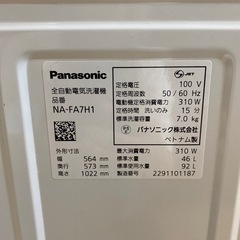 Panasonic
全自動電気洗濯機
品番
NA-FA7H1
外形寸法
幅 564 mm
奥行 573 mm
高さ 1022 mm
JET
定格電圧 100 V
定格周波数 50 / 60 Hz
電動機定格消費電力 310 W
定格時間 洗いのみ 15 分
標準洗濯容量 7.0 kg
パナソニック株式会社
ベトナム製
最大消費電力 310 W
標準水量 46 L
標準使用水量 92 L
製造番号 2291101187